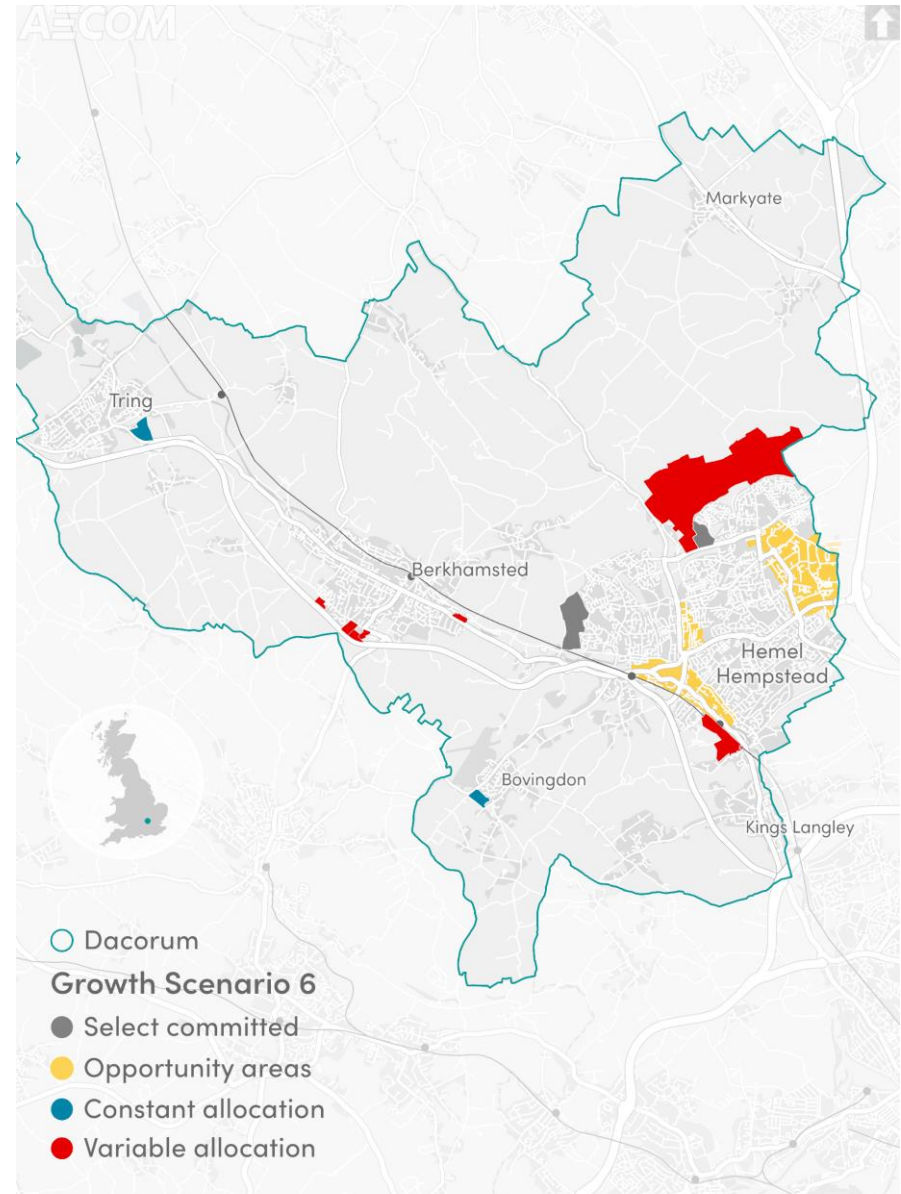 AECOM
Markyate
Tring
Berkhamsted
Hemel
Hempstead
Bovingdon
Kings Langley
Dacorum
Growth Scenario 6
Select committed
Opportunity areas
Constant allocation
Variable allocation